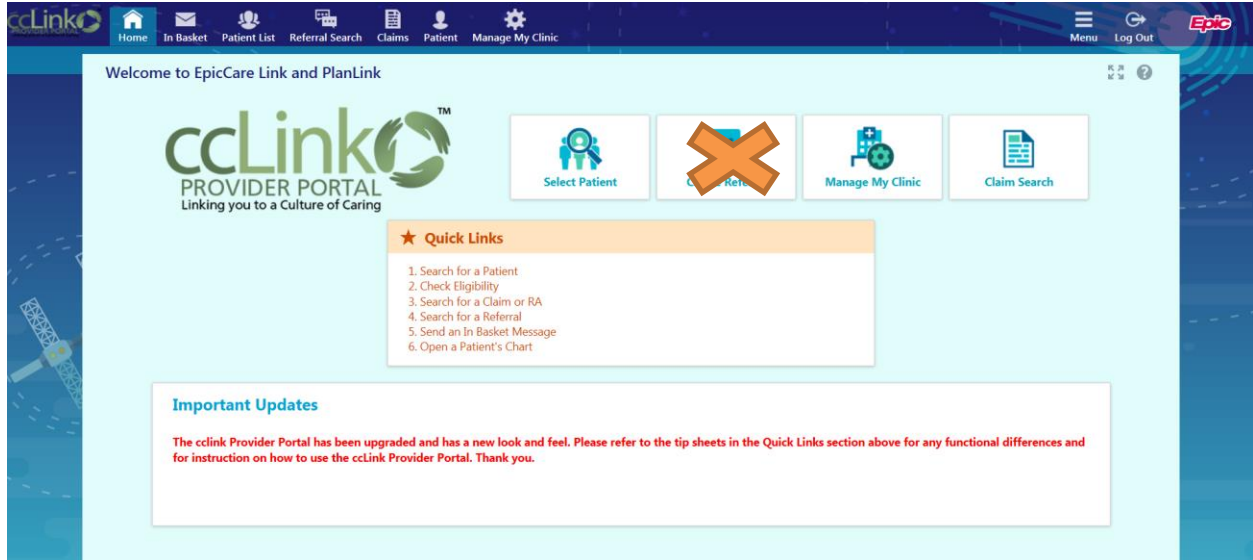 ccLink
PROVIDER PORTAL
Home
In Basket
Patient List
Referral Search
Claims
Patient
Manage My Clinic
Menu
Log Out
Epic
Welcome to EpicCare Link and PlanLink
ccLink™
PROVIDER PORTAL
Linking you to a Culture of Caring
Select Patient
Manage My Clinic
Claim Search
Quick Links
1. Search for a Patient
2. Check Eligibility
3. Search for a Claim or RA
4. Search for a Referral
5. Send an In Basket Message
6. Open a Patient's Chart
Important Updates
The cclink Provider Portal has been upgraded and has a new look and feel. Please refer to the tip sheets in the Quick Links section above for any functional differences and
for instruction on how to use the ccLink Provider Portal. Thank you.